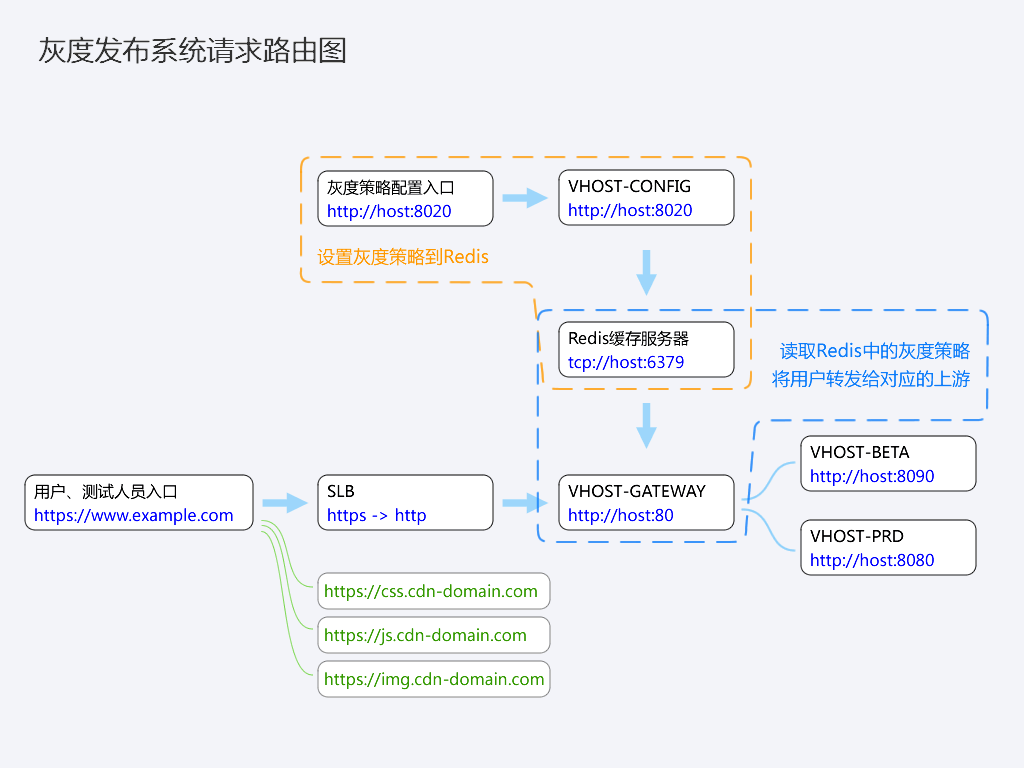 灰度发布系统请求路由图
灰度策略配置入口
http://host:8020
VHOST-CONFIG
http://host:8020
设置灰度策略到Redis
Redis缓存服务器
tcp://host:6379
读取Redis中的灰度策略
将用户转发给对应的上游
用户、测试人员入口
https://www.example.com
SLB
https -> http
VHOST-GATEWAY
http://host:80
VHOST-BETA
http://host:8090
VHOST-PRD
http://host:8080
https://css.cdn-domain.com
https://js.cdn-domain.com
https://img.cdn-domain.com